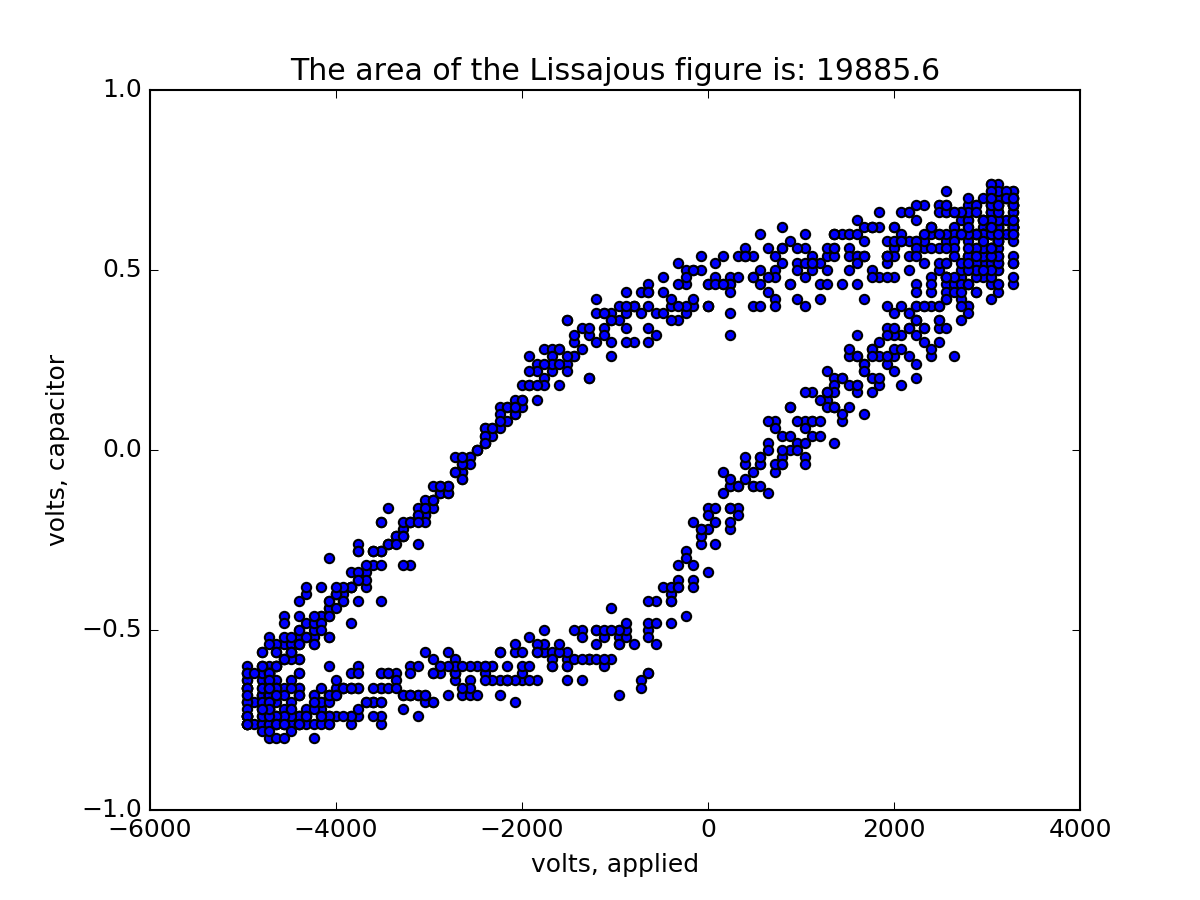 The area of the Lissajous figure is: 19885.6
1.0
0.5
0.0
−0.5
−1.0
volts, capacitor
−6000 −4000 −2000 0 2000 4000
volts, applied